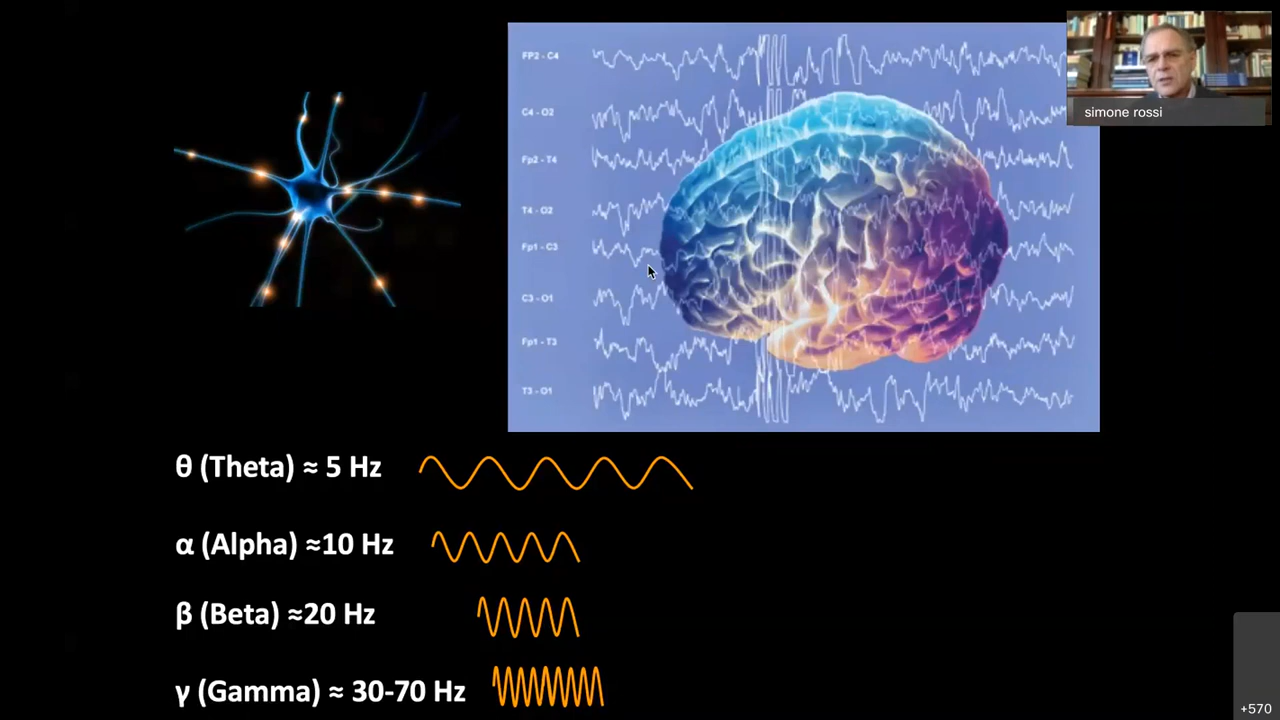 FP2 - C4
C4 - O2
Fp2 - T4
T4 - O2
Fp1 - C3
C3 - O1
Fp1 - T3
T3 - O1
simone rossi
θ (Theta) ≈ 5 Hz
α (Alpha) ≈10 Hz
β (Beta) ≈20 Hz
γ (Gamma) ≈ 30-70 Hz
+570